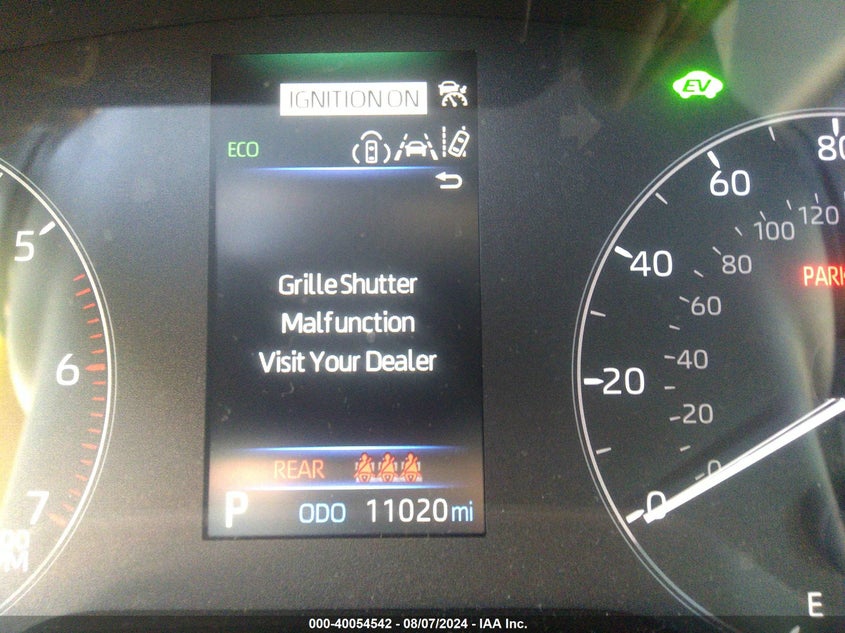 IGNITION ON
EV
ECO
Grille Shutter
Malfunction
Visit Your Dealer
REAR
P ODO 11020 mi
5
6
7
80
60
40
20
0
120
100
80
60
40
20
0
PARK
E
000-40054542 - 08/07/2024 - IAA Inc.